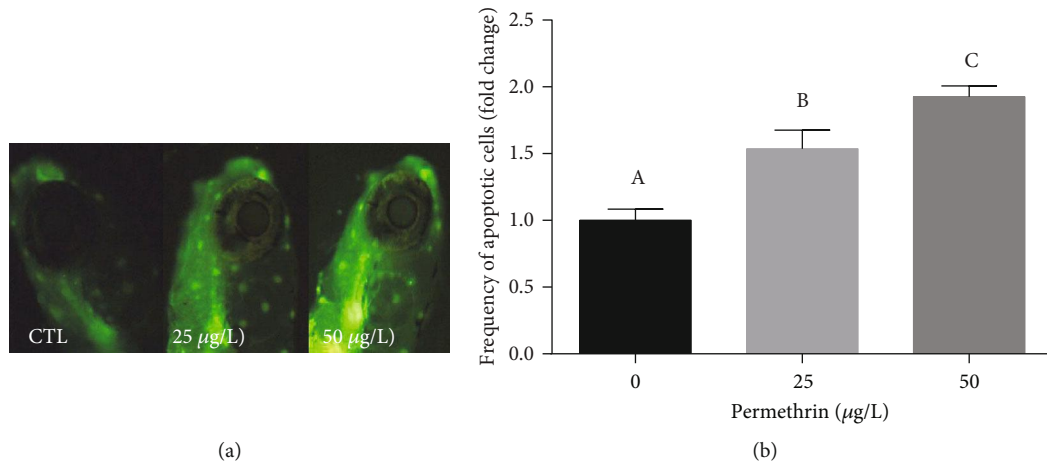 CTL
25 μg/L)
50 μg/L)
(a)
Frequency of apoptotic cells (fold change)
2.5
2.0
1.5
1.0
0.5
0.0
A
B
C
0
25
50
Permethrin (μg/L)
(b)